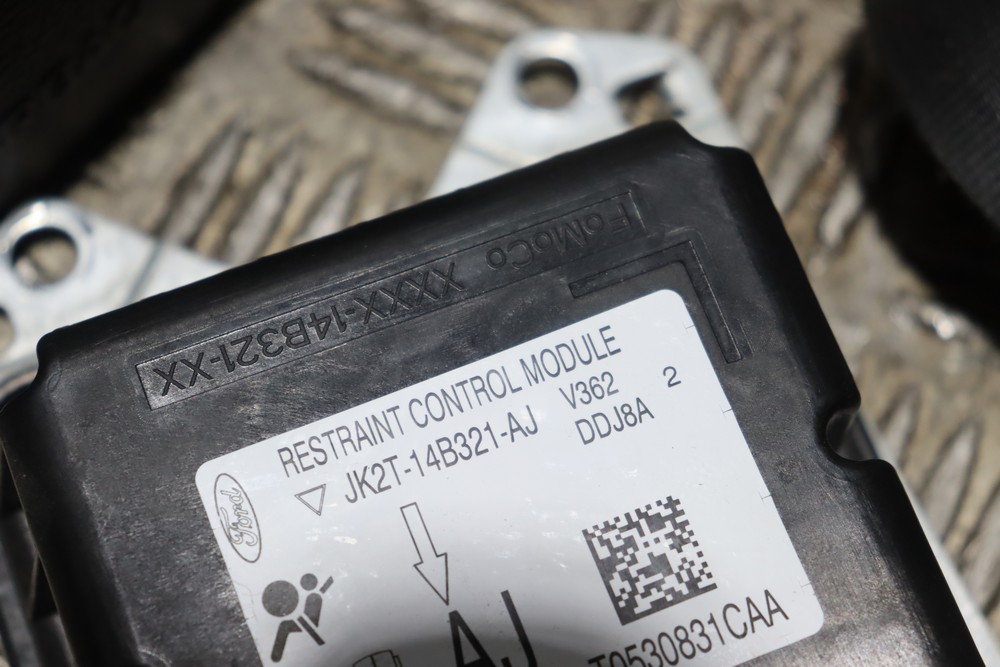 FoMoCo XXXX-14B321-XX
RESTRAINT CONTROL MODULE
JK2T-14B321-AJ V362 2
DDJ8A
Ford
AJ
T0530831CAA